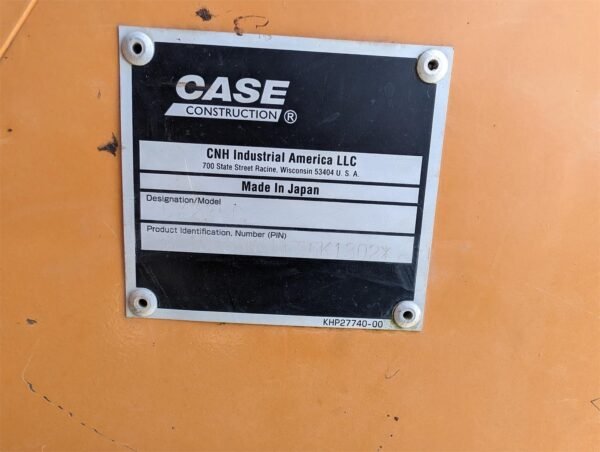 CASE
CONSTRUCTION ®
CNH Industrial America LLC
700 State Street Racine, Wisconsin 53404 U. S. A.
Made In Japan
Designation/Model
Product Identification. Number (PIN)
KHP27740-00